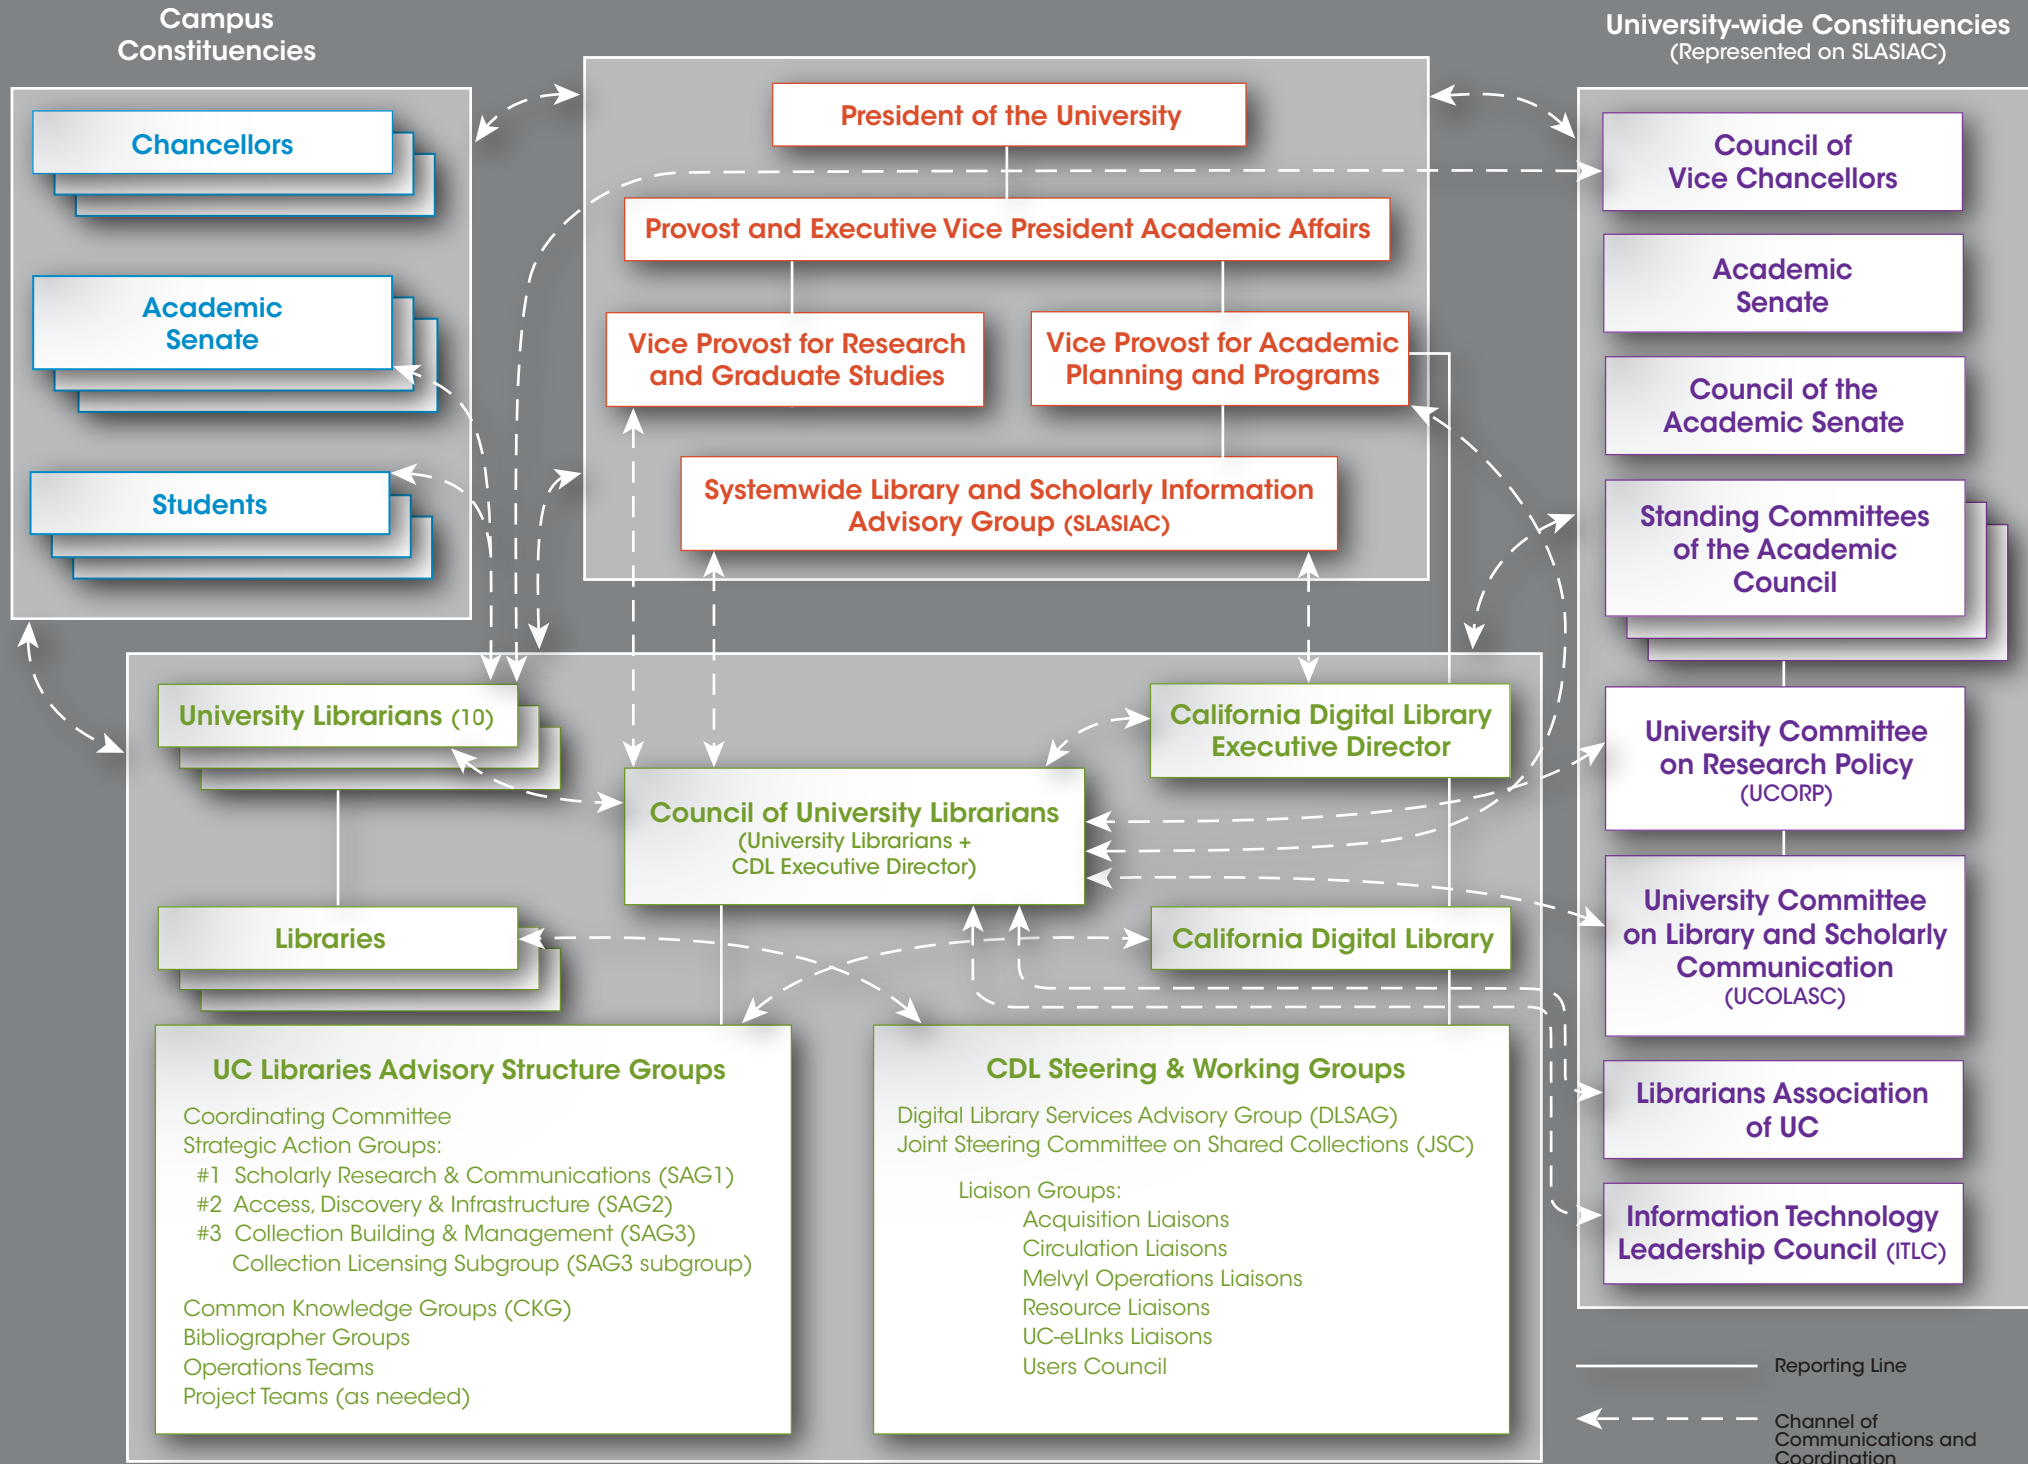 Campus
Constituencies
Chancellors
Academic
Senate
Students
President of the University
Provost and Executive Vice President Academic Affairs
Vice Provost for Research
and Graduate Studies
Vice Provost for Academic
Planning and Programs
Systemwide Library and Scholarly Information
Advisory Group (SLASIAC)
University-wide Constituencies
(Represented on SLASIAC)
Council of
Vice Chancellors
Academic
Senate
Council of the
Academic Senate
Standing Committees
of the Academic
Council
University Committee
on Research Policy
(UCORP)
University Committee
on Library and Scholarly
Communication
(UCOLASC)
Librarians Association
of UC
Information Technology
Leadership Council (ITLC)
University Librarians (10)
California Digital Library
Executive Director
Council of University Librarians
(University Librarians +
CDL Executive Director)
Libraries
California Digital Library
UC Libraries Advisory Structure Groups
Coordinating Committee
Strategic Action Groups:
#1 Scholarly Research & Communications (SAG1)
#2 Access, Discovery & Infrastructure (SAG2)
#3 Collection Building & Management (SAG3)
Collection Licensing Subgroup (SAG3 subgroup)
Common Knowledge Groups (CKG)
Bibliographer Groups
Operations Teams
Project Teams (as needed)
CDL Steering & Working Groups
Digital Library Services Advisory Group (DLSAG)
Joint Steering Committee on Shared Collections (JSC)
Liaison Groups:
Acquisition Liaisons
Circulation Liaisons
Melvyl Operations Liaisons
Resource Liaisons
UC-eLInks Liaisons
Users Council
Reporting Line
Channel of
Communications and
Coordination